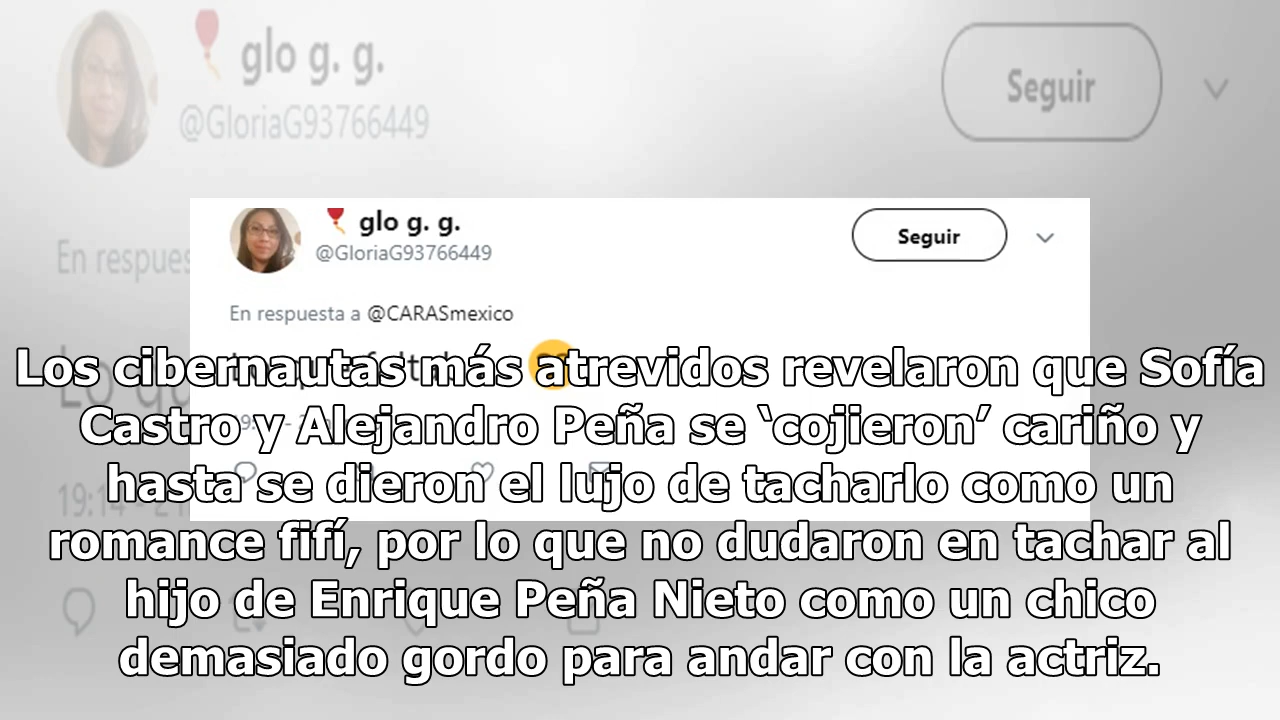 glo g. g.
@GloriaG93766449
Seguir
En respues
glo g. g.
@GloriaG93766449
Seguir
En respuesta a @CARASmexico
Los cibernautas más atrevidos revelaron que Sofía
Castro y Alejandro Peña se ‘cojieron’ cariño y
hasta se dieron el lujo de tacharlo como un
romance fifí, por lo que no dudaron en tachar al
hijo de Enrique Peña Nieto como un chico
demasiado gordo para andar con la actriz.